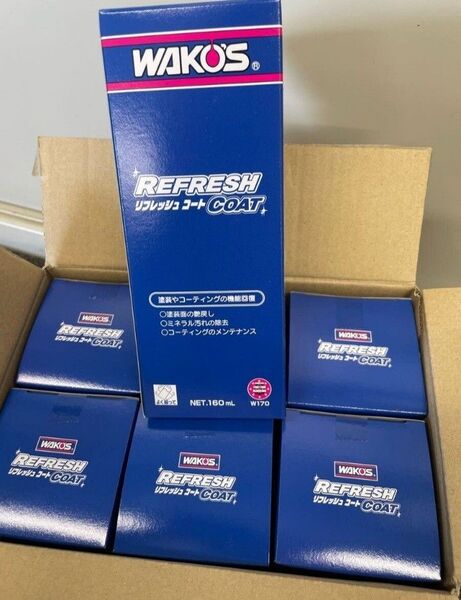 WAKO'S®
REFRESH
リフレッシュ コート COAT
塗装やコーティングの機能回復
○塗装面の艶戻し
○ミネラル汚れの除去
○コーティングのメンテナンス
よく振って
NET.160mL
W170
WAKO'S
REFRESH
リフレッシュ コート COAT
WAKO'S
REFRESH
リフレッシュ コート COAT
WAKO'S
REFRESH
リフレッシュ コート COAT
WAKO'S
REFRESH
リフレッシュ コート COAT
WAKO'S
REFRESH
リフレッシュ コート COAT